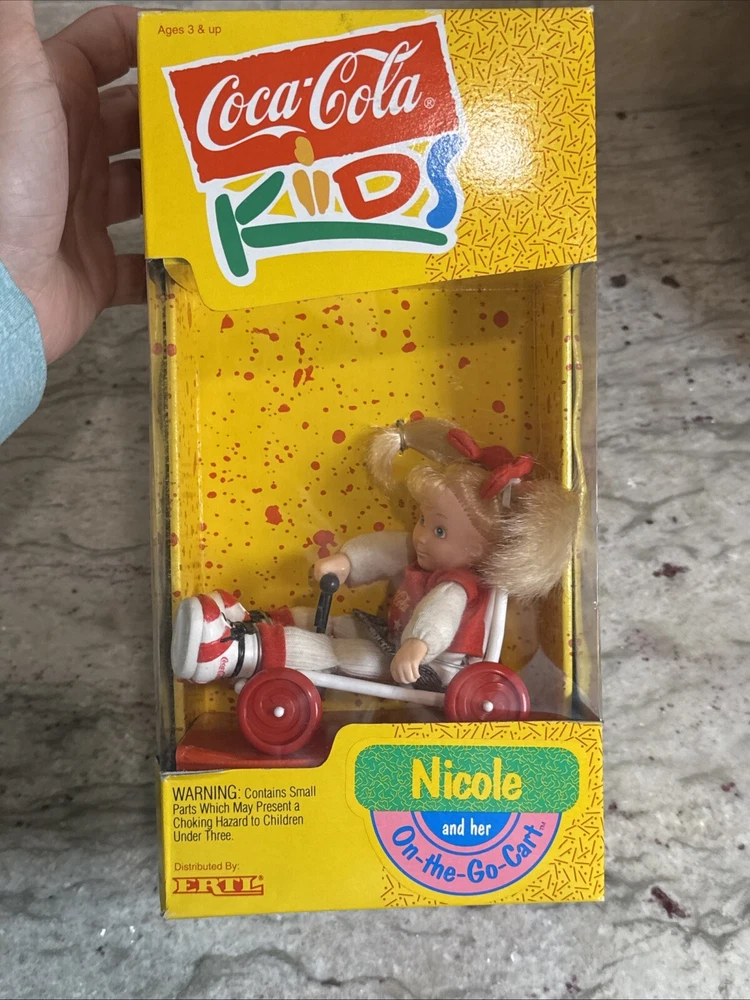 Ages 3 & up
Coca-Cola®
KiDS
WARNING: Contains Small
Parts Which May Present a
Choking Hazard to Children
Under Three.
Distributed By:
ERTL®
Nicole
and her
On-the-Go-Cart™